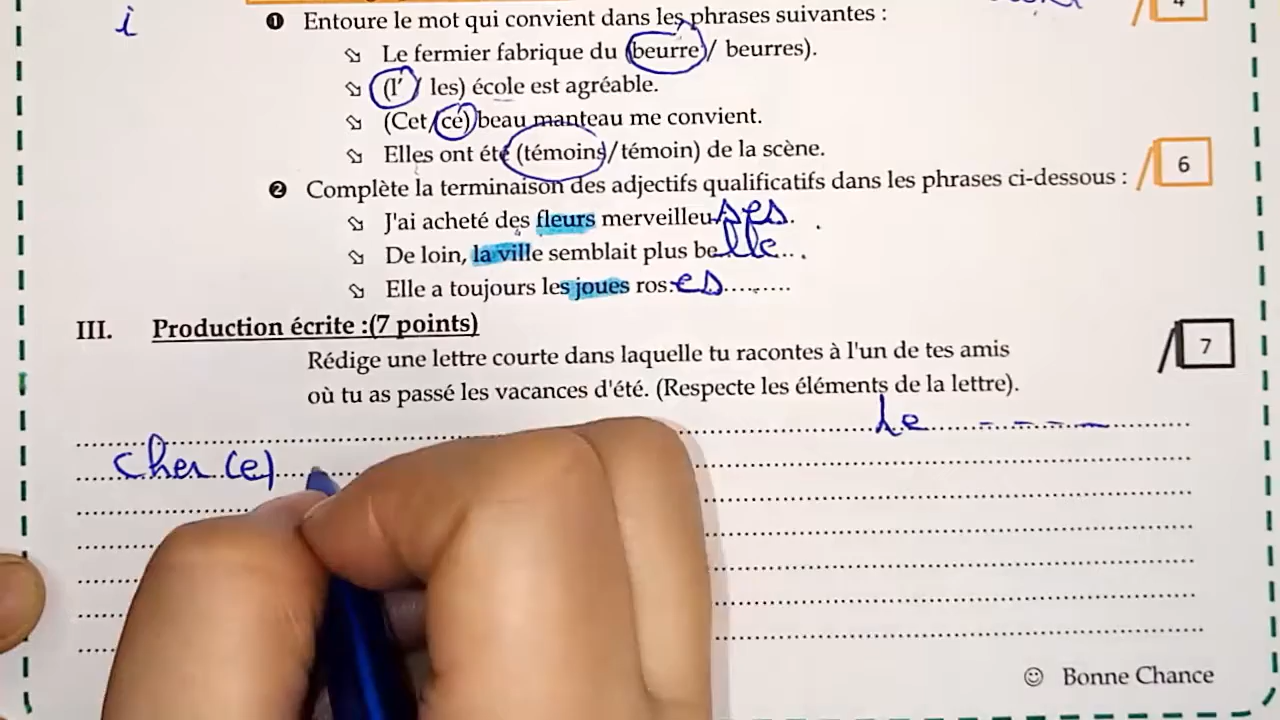 4
i
❶ Entoure le mot qui convient dans les phrases suivantes :
Le fermier fabrique du (beurre / beurres).
(l' / les) école est agréable.
(Cet/ce) beau manteau me convient.
Elles ont été (témoins/témoin) de la scène.
6
❷ Complète la terminaison des adjectifs qualificatifs dans les phrases ci-dessous :
J'ai acheté des fleurs merveilleuses.
De loin, la ville semblait plus belle...
Elle a toujours les joues ros:es.........
III. Production écrite :(7 points)
7
Rédige une lettre courte dans laquelle tu racontes à l'un de tes amis
où tu as passé les vacances d'été. (Respecte les éléments de la lettre).
Le
cher (e)
☺ Bonne Chance